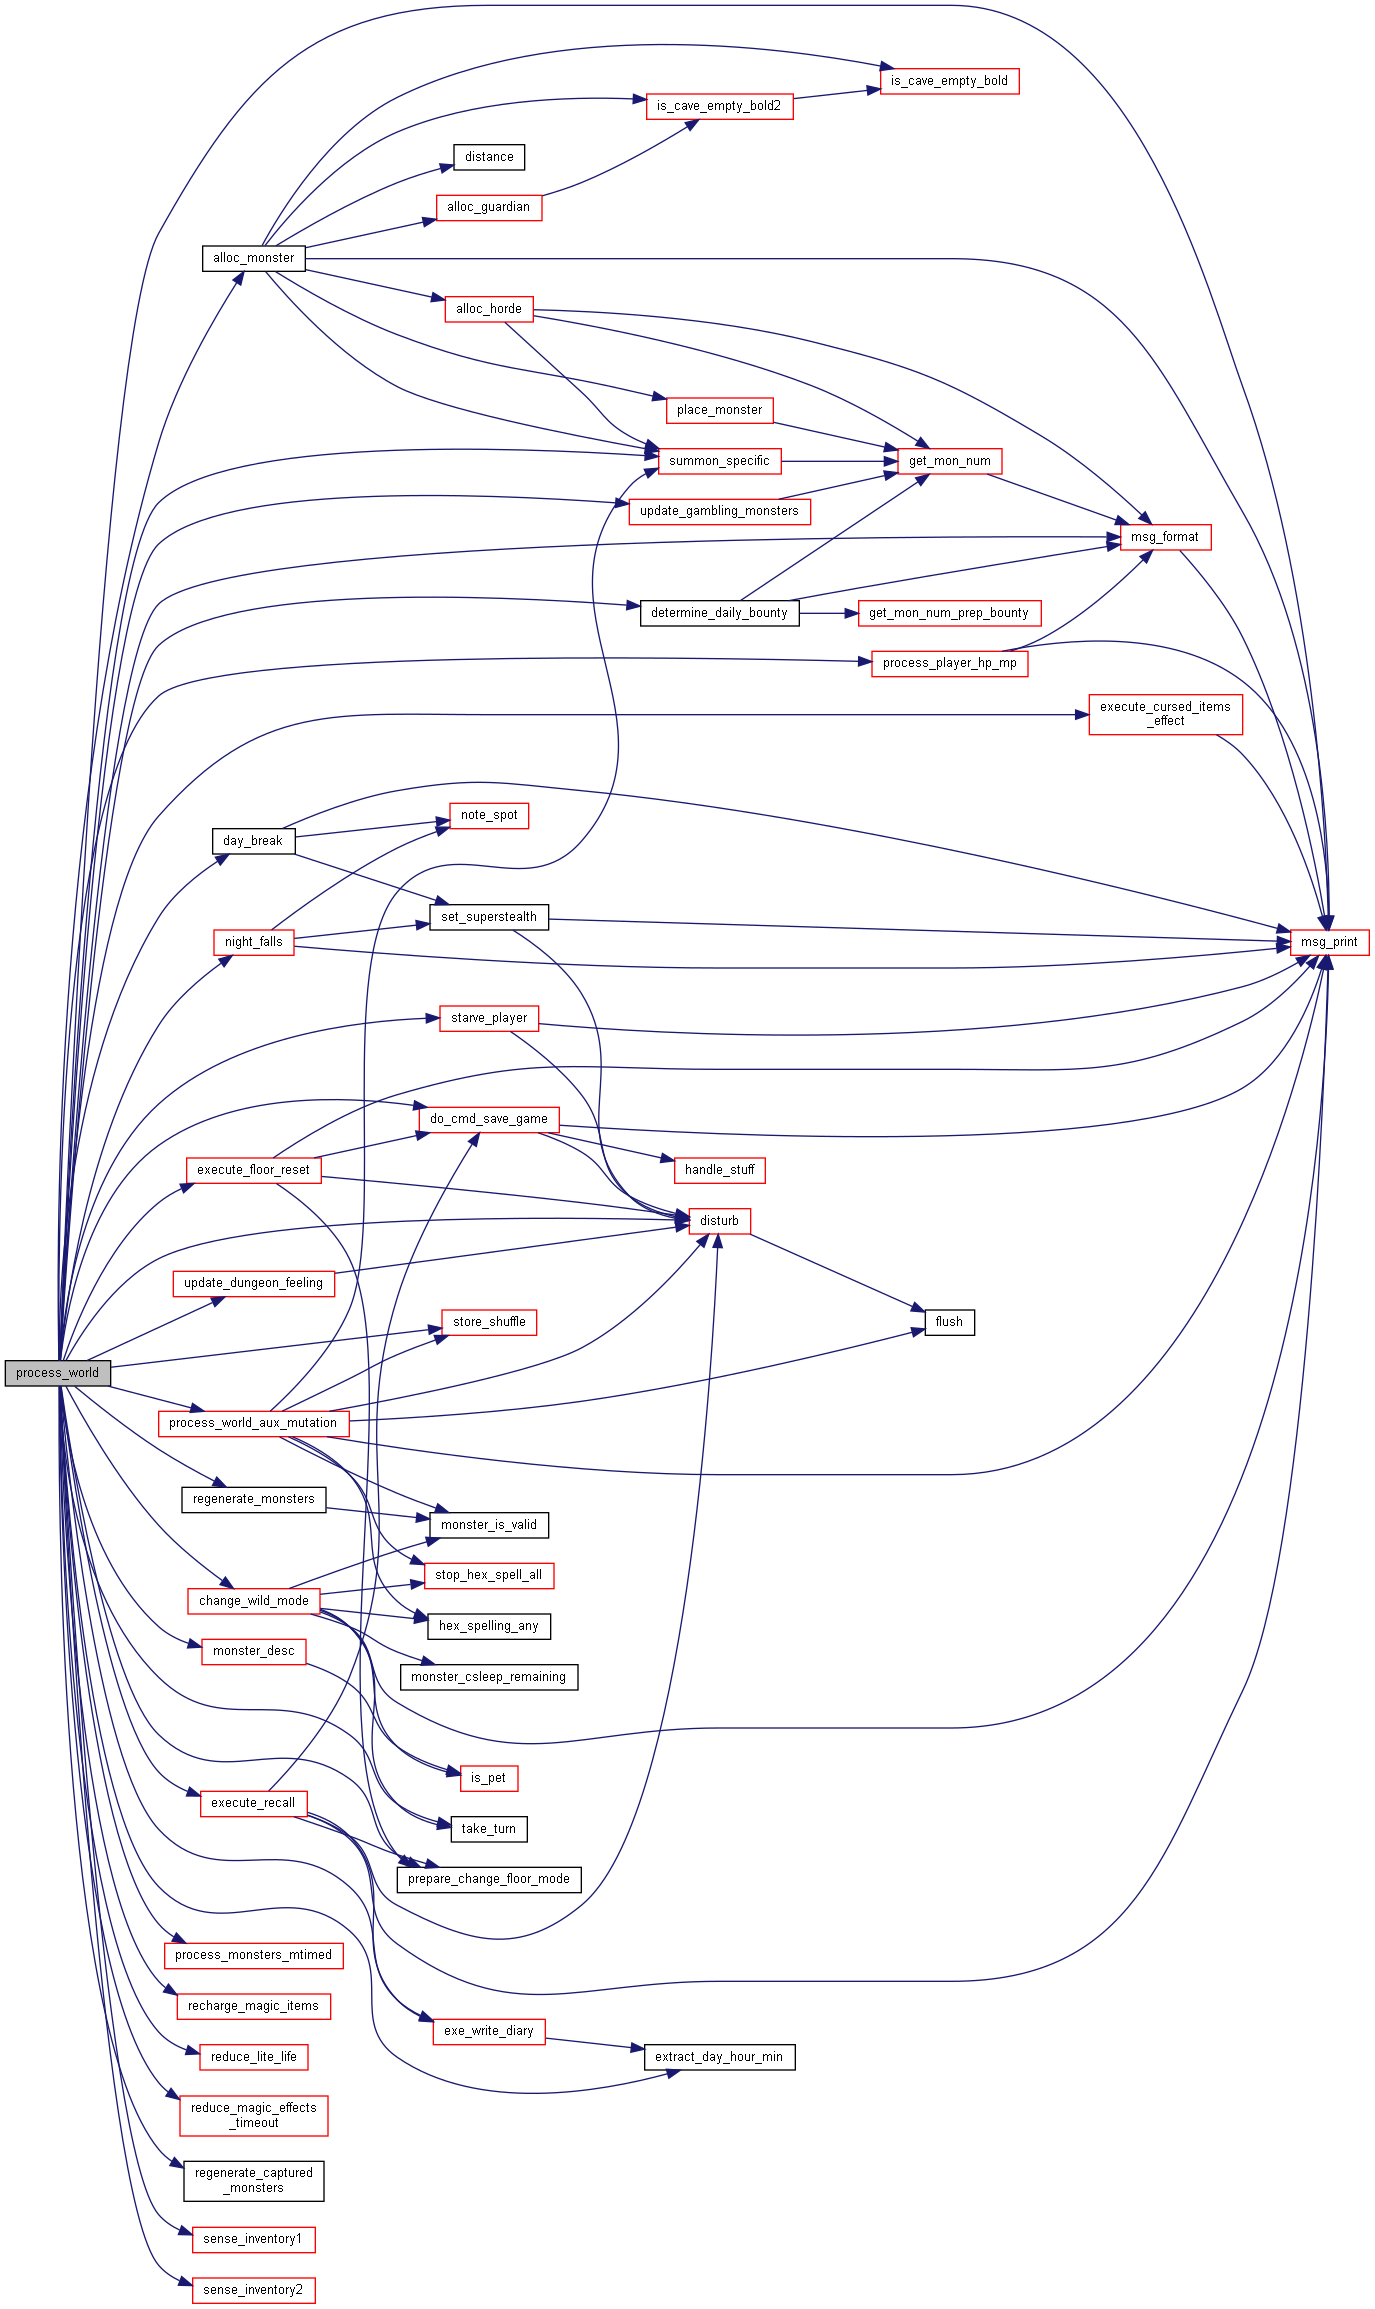 is_cave_empty_bold
is_cave_empty_bold2
distance
alloc_guardian
alloc_monster
alloc_horde
place_monster
summon_specific
get_mon_num
update_gambling_monsters
msg_format
determine_daily_bounty
get_mon_num_prep_bounty
process_player_hp_mp
execute_cursed_items
_effect
note_spot
day_break
set_superstealth
night_falls
msg_print
starve_player
do_cmd_save_game
execute_floor_reset
handle_stuff
disturb
update_dungeon_feeling
store_shuffle
flush
process_world
process_world_aux_mutation
regenerate_monsters
monster_is_valid
stop_hex_spell_all
change_wild_mode
hex_spelling_any
monster_desc
monster_csleep_remaining
is_pet
execute_recall
take_turn
prepare_change_floor_mode
process_monsters_mtimed
recharge_magic_items
exe_write_diary
reduce_lite_life
extract_day_hour_min
reduce_magic_effects
_timeout
regenerate_captured
_monsters
sense_inventory1
sense_inventory2